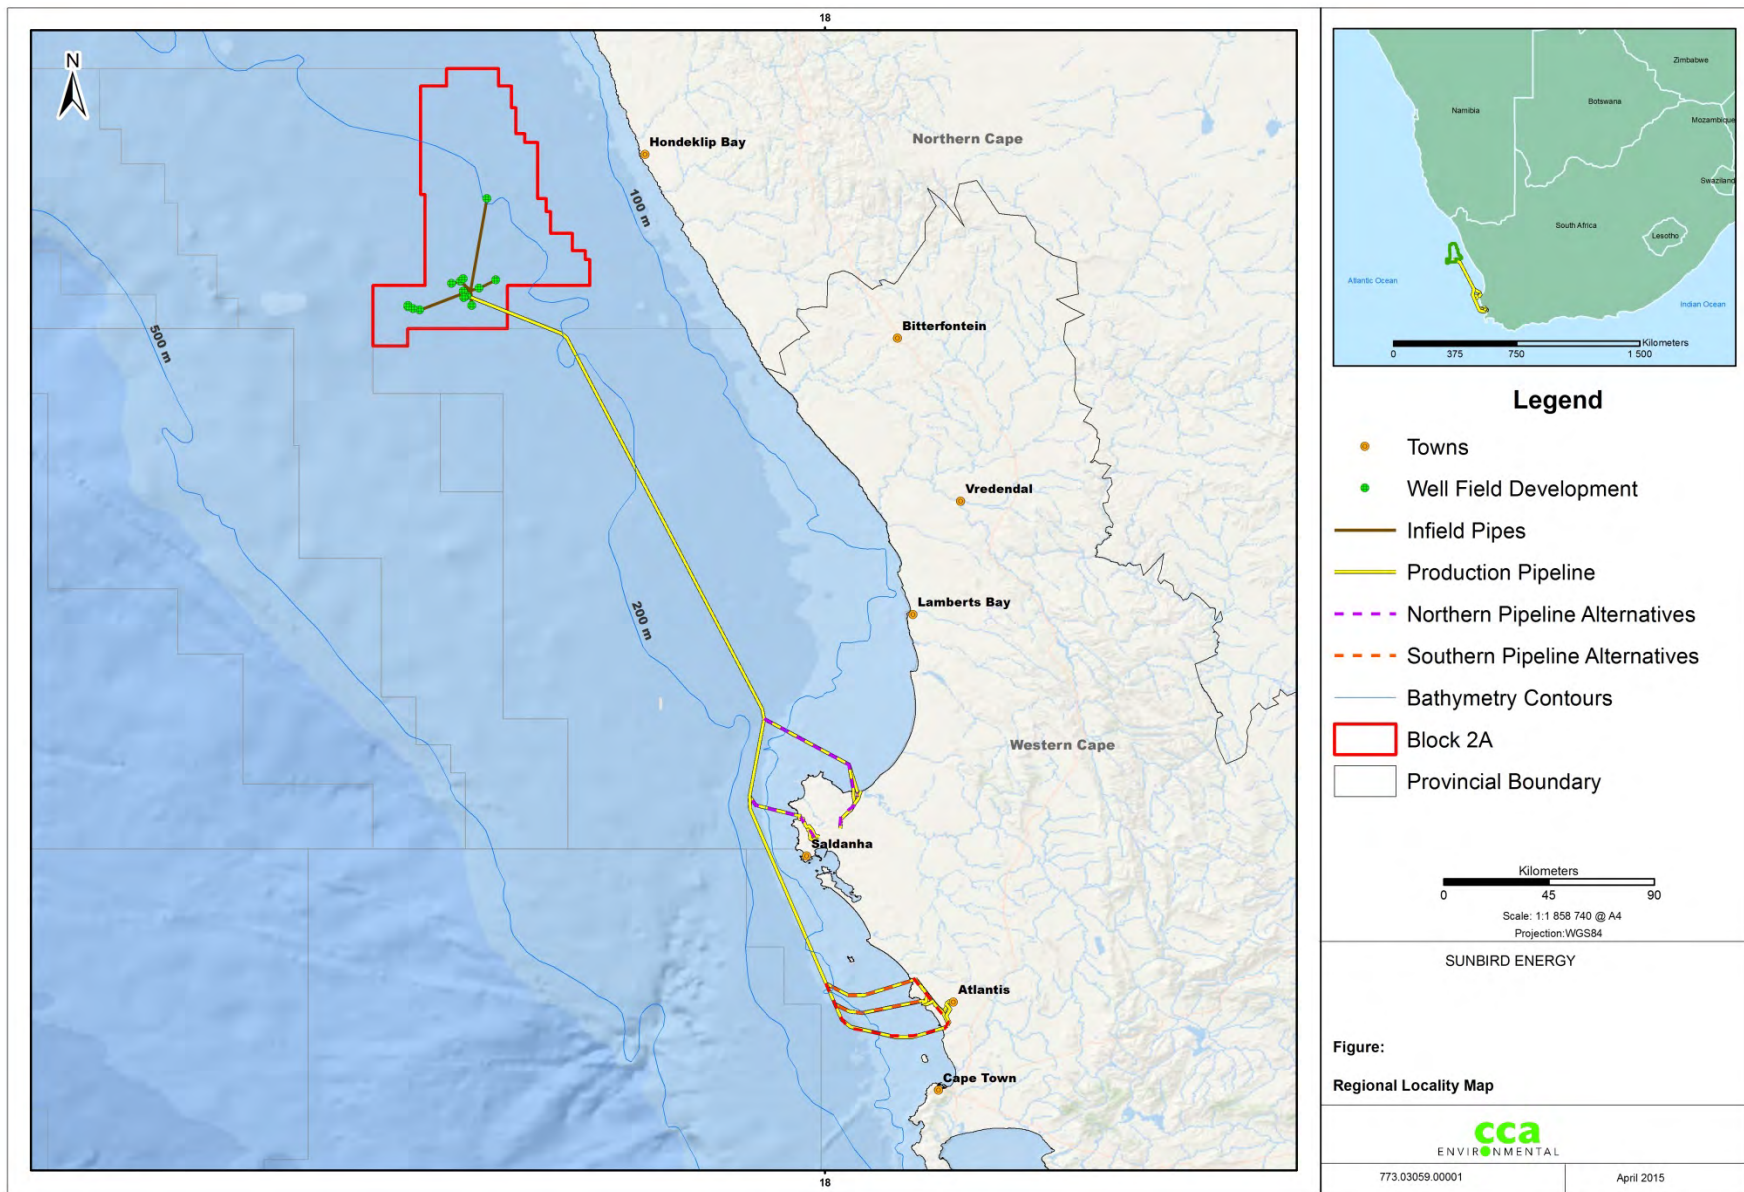 18
N
Hondeklip Bay
Northern Cape
100 m
500 m
Bitterfontein
Vredendal
200 m
Lamberts Bay
Western Cape
Saldanha
Atlantis
Cape Town
18
Zimbabwe
Namibia
Botswana
Mozambique
Swaziland
South Africa
Lesotho
Atlantic Ocean
Indian Ocean
Kilometers
0 375 750 1 500
Legend
Towns
Well Field Development
Infield Pipes
Production Pipeline
Northern Pipeline Alternatives
Southern Pipeline Alternatives
Bathymetry Contours
Block 2A
Provincial Boundary
Kilometers
0 45 90
Scale: 1:1 858 740 @ A4
Projection:WGS84
SUNBIRD ENERGY
Figure:
Regional Locality Map
cca
ENVIRONMENTAL
773.03059.00001
April 2015